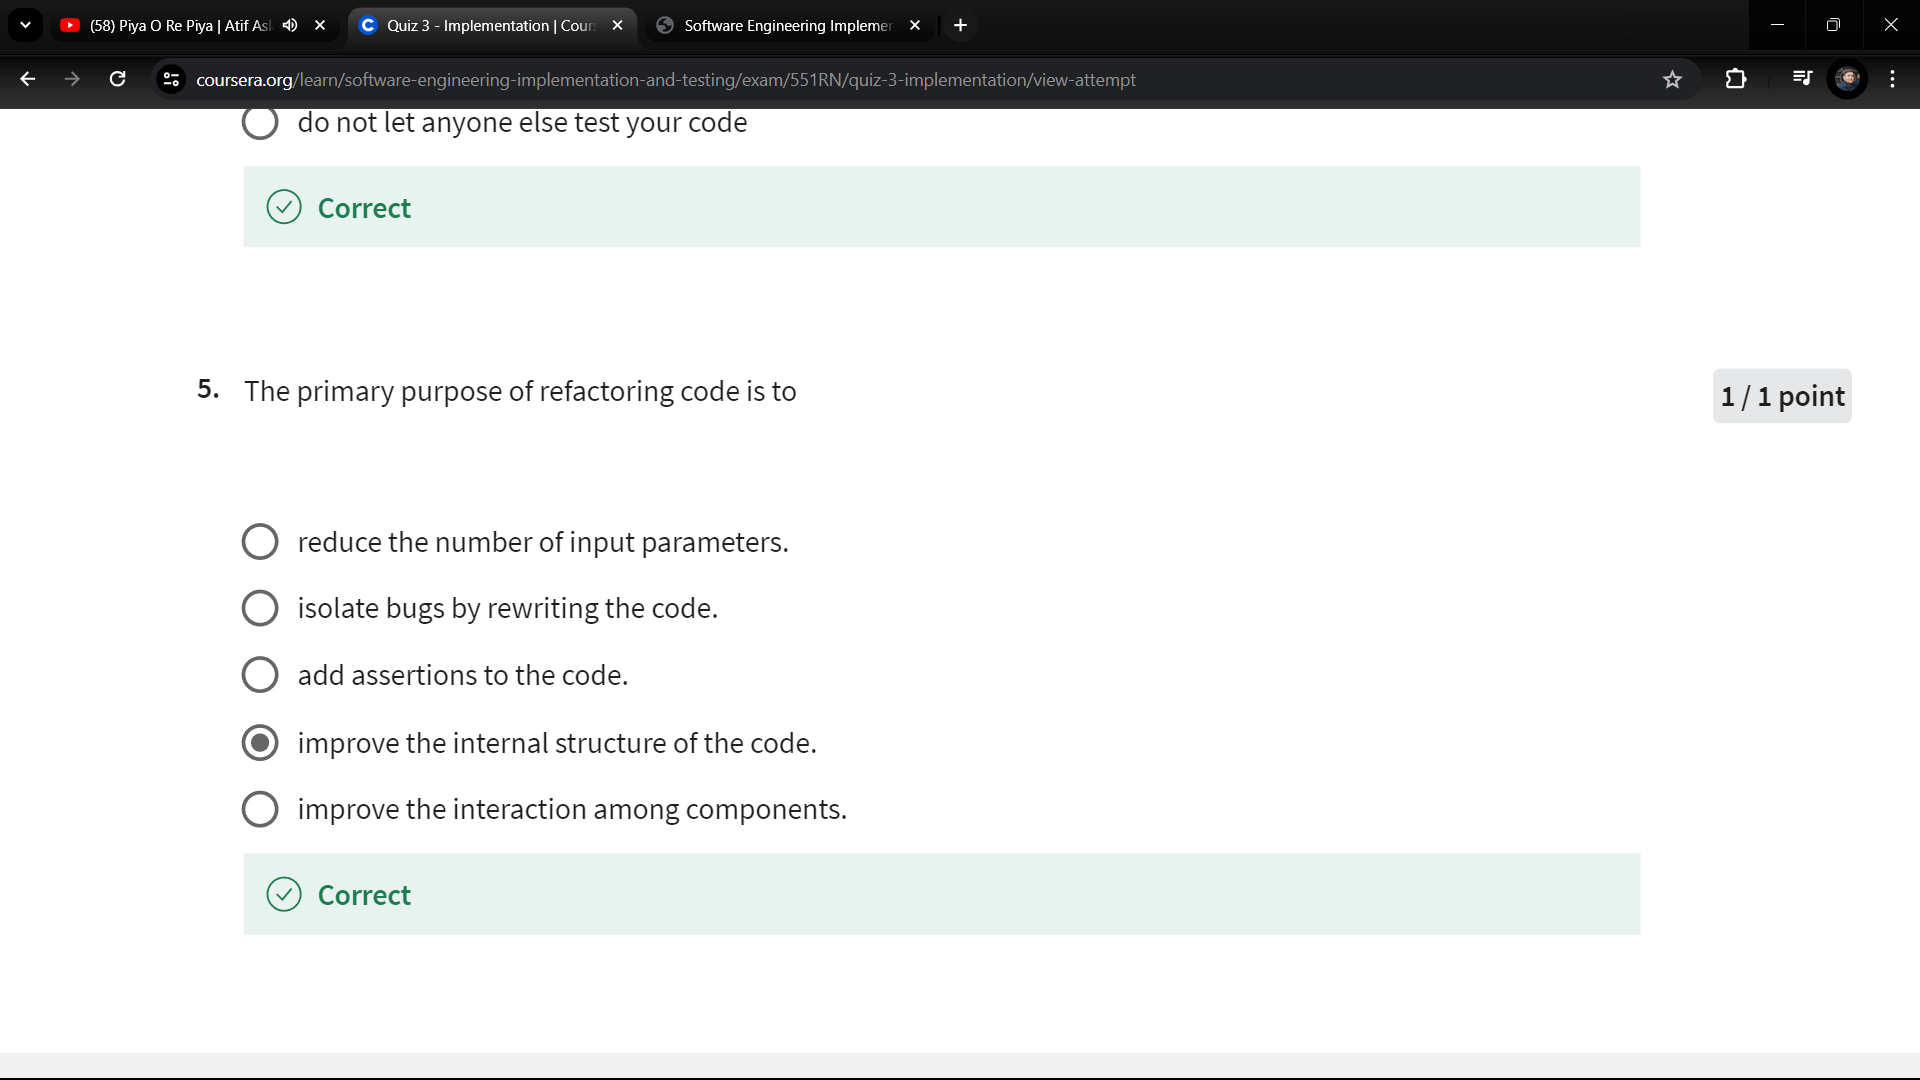 (58) Piya O Re Piya | Atif Asl
Quiz 3 - Implementation | Cour
Software Engineering Implemen
coursera.org/learn/software-engineering-implementation-and-testing/exam/551RN/quiz-3-implementation/view-attempt
do not let anyone else test your code
Correct
5. The primary purpose of refactoring code is to
1 / 1 point
reduce the number of input parameters.
isolate bugs by rewriting the code.
add assertions to the code.
improve the internal structure of the code.
improve the interaction among components.
Correct